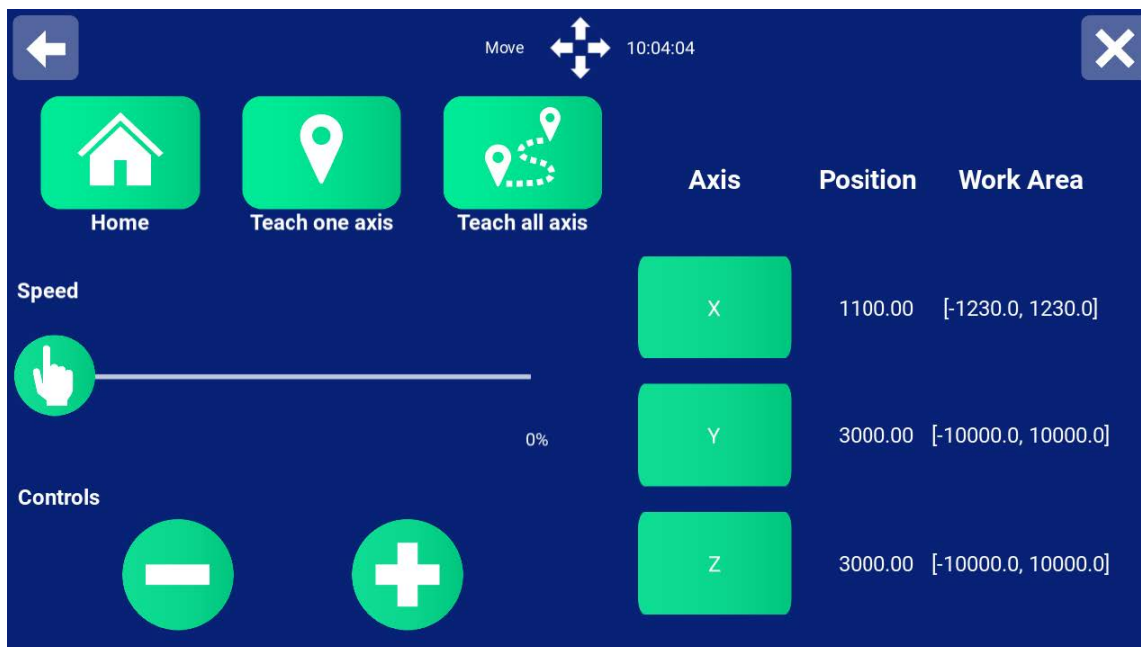 Move 10:04:04
Home Teach one axis Teach all axis
Axis Position Work Area
Speed
X 1100.00 [-1230.0, 1230.0]
0%
Y 3000.00 [-10000.0, 10000.0]
Controls
Z 3000.00 [-10000.0, 10000.0]